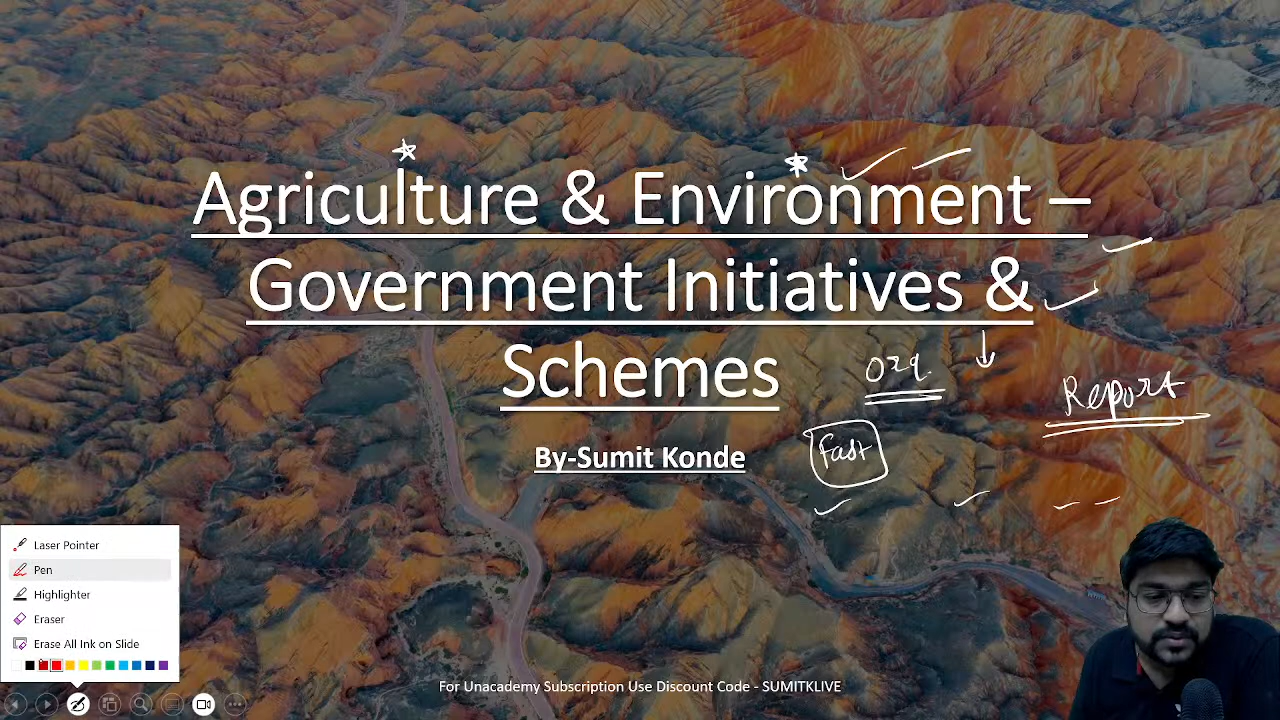 Agriculture & Environment –
Government Initiatives &
Schemes
Org.
Report
Fast
By-Sumit Konde
Laser Pointer
Pen
Highlighter
Eraser
Erase All Ink on Slide
For Unacademy Subscription Use Discount Code - SUMITKLIVE